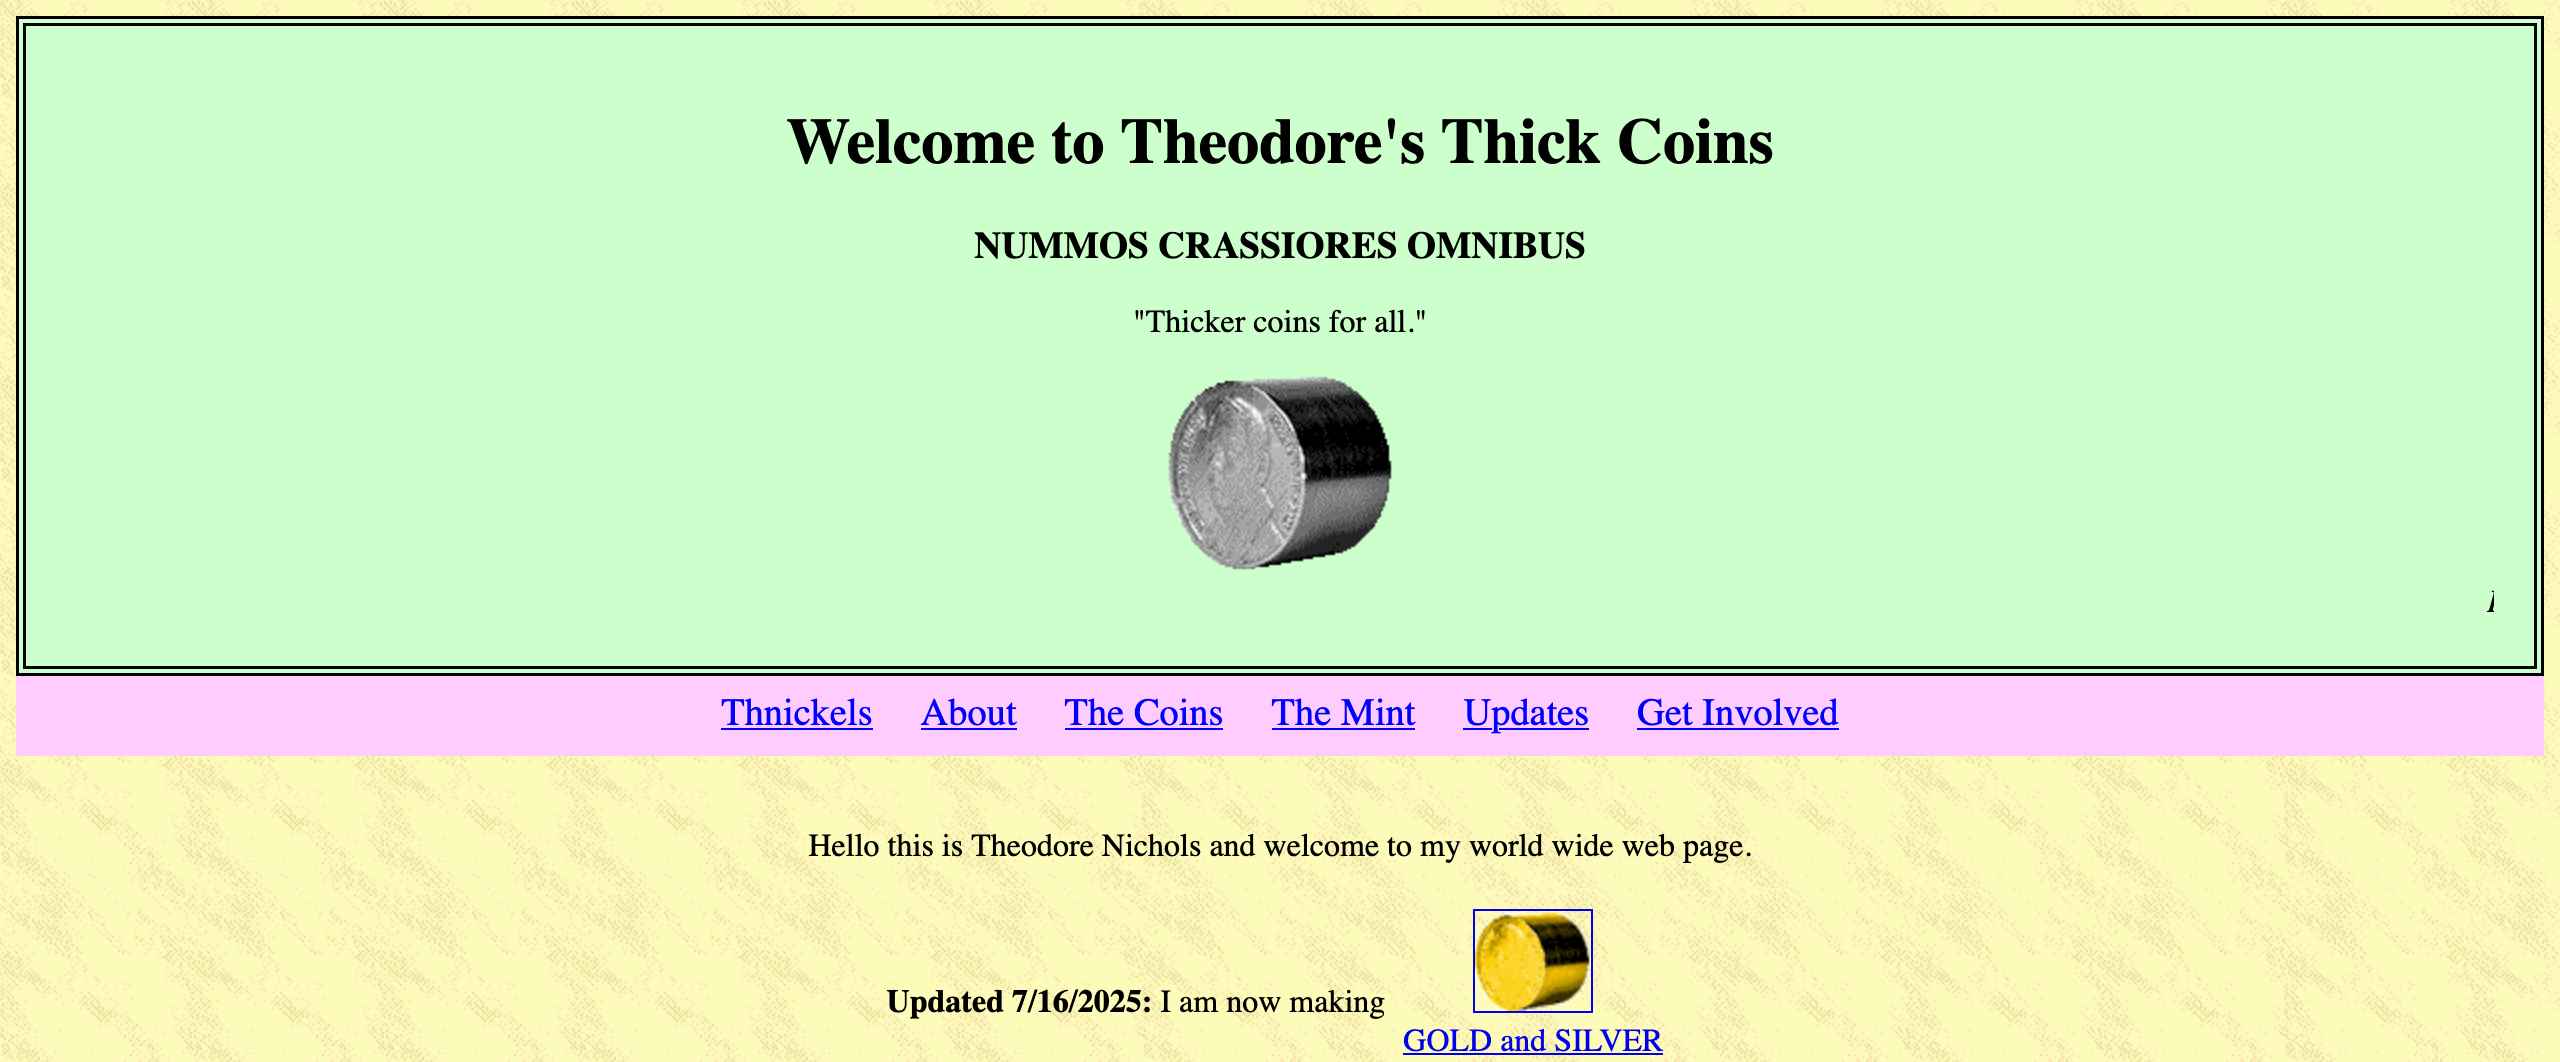 Welcome to Theodore's Thick Coins
NUMMOS CRASSIORES OMNIBUS
"Thicker coins for all."
Thnickels About The Coins The Mint Updates Get Involved
Hello this is Theodore Nichols and welcome to my world wide web page.
Updated 7/16/2025: I am now making
GOLD and SILVER